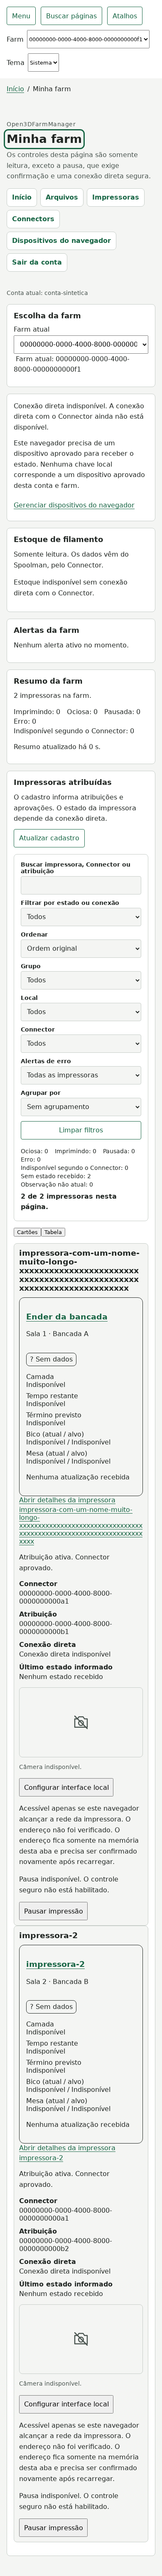 Menu
Buscar páginas
Atalhos
Farm
00000000-0000-4000-8000-0000000000f1
Tema
Sistema
Início / Minha farm
Open3DFarmManager
Minha farm
Os controles desta página são somente
leitura, exceto a pausa, que exige
confirmação e uma conexão direta segura.
Início
Arquivos
Impressoras
Connectors
Dispositivos do navegador
Sair da conta
Conta atual: conta-sintetica
Escolha da farm
Farm atual
00000000-0000-4000-8000-000000
Farm atual: 00000000-0000-4000-
8000-0000000000f1
Conexão direta indisponível. A conexão
direta com o Connector ainda não está
disponível.
Este navegador precisa de um
dispositivo aprovado para receber o
estado. Nenhuma chave local
corresponde a um dispositivo aprovado
desta conta e farm.
Gerenciar dispositivos do navegador
Estoque de filamento
Somente leitura. Os dados vêm do
Spoolman, pelo Connector.
Estoque indisponível sem conexão
direta com o Connector.
Alertas da farm
Nenhum alerta ativo no momento.
Resumo da farm
2 impressoras na farm.
Imprimindo: 0 Ociosa: 0 Pausada: 0
Erro: 0
Indisponível segundo o Connector: 0
Resumo atualizado há 0 s.
Impressoras atribuídas
O cadastro informa atribuições e
aprovações. O estado da impressora
depende da conexão direta.
Atualizar cadastro
Buscar impressora, Connector ou
atribuição
Filtrar por estado ou conexão
Todos
Ordenar
Ordem original
Grupo
Todos
Local
Todos
Connector
Todos
Alertas de erro
Todas as impressoras
Agrupar por
Sem agrupamento
Limpar filtros
Ociosa: 0 Imprimindo: 0 Pausada: 0
Erro: 0
Indisponível segundo o Connector: 0
Sem estado recebido: 2
Observação não atual: 0
2 de 2 impressoras nesta
página.
Cartões
Tabela
impressora-com-um-nome-
muito-longo-
Ender da bancada
Sala 1 · Bancada A
? Sem dados
Camada
Indisponível
Tempo restante
Indisponível
Término previsto
Indisponível
Bico (atual / alvo)
Indisponível / Indisponível
Mesa (atual / alvo)
Indisponível / Indisponível
Nenhuma atualização recebida
Abrir detalhes da impressora
impressora-com-um-nome-muito-
longo-
Atribuição ativa. Connector
aprovado.
Connector
00000000-0000-4000-8000-
0000000000a1
Atribuição
00000000-0000-4000-8000-
0000000000b1
Conexão direta
Conexão direta indisponível
Último estado informado
Nenhum estado recebido
Câmera indisponível.
Configurar interface local
Acessível apenas se este navegador
alcançar a rede da impressora. O
endereço não foi verificado. O
endereço fica somente na memória
desta aba e precisa ser confirmado
novamente após recarregar.
Pausa indisponível. O controle
seguro não está habilitado.
Pausar impressão
impressora-2
impressora-2
Sala 2 · Bancada B
? Sem dados
Camada
Indisponível
Tempo restante
Indisponível
Término previsto
Indisponível
Bico (atual / alvo)
Indisponível / Indisponível
Mesa (atual / alvo)
Indisponível / Indisponível
Nenhuma atualização recebida
Abrir detalhes da impressora
impressora-2
Atribuição ativa. Connector
aprovado.
Connector
00000000-0000-4000-8000-
0000000000a1
Atribuição
00000000-0000-4000-8000-
0000000000b2
Conexão direta
Conexão direta indisponível
Último estado informado
Nenhum estado recebido
Câmera indisponível.
Configurar interface local
Acessível apenas se este navegador
alcançar a rede da impressora. O
endereço não foi verificado. O
endereço fica somente na memória
desta aba e precisa ser confirmado
novamente após recarregar.
Pausa indisponível. O controle
seguro não está habilitado.
Pausar impressão